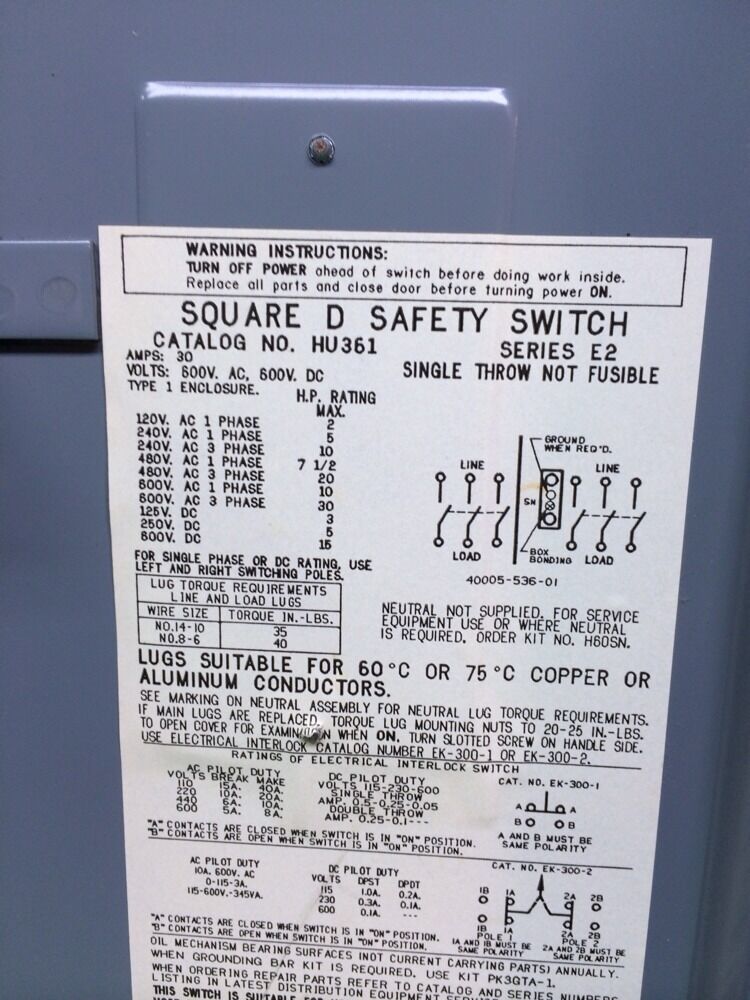 WARNING INSTRUCTIONS:
TURN OFF POWER ahead of switch before doing work inside.
Replace all parts and close door before turning power ON.
SQUARE D SAFETY SWITCH
CATALOG NO. HU361 SERIES E2
AMPS: 30
VOLTS: 600V. AC, 600V. DC SINGLE THROW NOT FUSIBLE
TYPE 1 ENCLOSURE.
H.P. RATING
MAX.
120V. AC 1 PHASE 2
240V. AC 1 PHASE 5
240V. AC 3 PHASE 10
480V. AC 1 PHASE 7 1/2
480V. AC 3 PHASE 20
600V. AC 1 PHASE 10
600V. AC 3 PHASE 30
125V. DC 3
250V. DC 5
600V. DC 15
FOR SINGLE PHASE OR DC RATING, USE
LEFT AND RIGHT SWITCHING POLES.
GROUND
WHEN REQ'D.
LINE LINE
SN
LOAD LOAD
BOX
BONDING
40005-536-01
LUG TORQUE REQUIREMENTS
LINE AND LOAD LUGS
WIRE SIZE TORQUE IN.-LBS.
NO.14-10 35
NO.8-6 40
NEUTRAL NOT SUPPLIED. FOR SERVICE
EQUIPMENT USE OR WHERE NEUTRAL
IS REQUIRED, ORDER KIT NO. H60SN.
LUGS SUITABLE FOR 60°C OR 75°C COPPER OR
ALUMINUM CONDUCTORS.
SEE MARKING ON NEUTRAL ASSEMBLY FOR NEUTRAL LUG TORQUE REQUIREMENTS.
IF MAIN LUGS ARE REPLACED, TORQUE LUG MOUNTING NUTS TO 20-25 IN.-LBS.
TO OPEN COVER FOR EXAMINATION WHEN ON, TURN SLOTTED SCREW ON HANDLE SIDE.
USE ELECTRICAL INTERLOCK CATALOG NUMBER EK-300-1 OR EK-300-2.
RATINGS OF ELECTRICAL INTERLOCK SWITCH
AC PILOT DUTY
VOLTS BREAK MAKE
110 15A. 40A.
220 10A. 20A.
440 6A. 10A.
600 5A. 8A.
DC PILOT DUTY
VOLTS 115-230-600
SINGLE THROW
AMP. 0.5-0.25-0.05
DOUBLE THROW
AMP. 0.25-0.1---
CAT. NO. EK-300-1
A A
B B
A AND B MUST BE
SAME POLARITY
"A" CONTACTS ARE CLOSED WHEN SWITCH IS IN "ON" POSITION.
"B" CONTACTS ARE OPEN WHEN SWITCH IS IN "ON" POSITION.
AC PILOT DUTY
10A. 600V. AC
0-115-3A.
115-600V.-345VA.
DC PILOT DUTY
VOLTS DPST DPDT
115 1.0A. 0.2A.
230 0.3A. 0.1A.
600 0.1A. ---
CAT. NO. EK-300-2
1B 1A 2A 2B
1B 1A 2A 2B
POLE 1 POLE 2
1A AND 1B MUST BE 2A AND 2B MUST BE
SAME POLARITY SAME POLARITY
"A" CONTACTS ARE CLOSED WHEN SWITCH IS IN "ON" POSITION.
"B" CONTACTS ARE OPEN WHEN SWITCH IS IN "ON" POSITION.
OIL MECHANISM BEARING SURFACES (NOT CURRENT CARRYING PARTS) ANNUALLY.
WHEN GROUNDING BAR KIT IS REQUIRED, USE KIT PK3GTA-1.
WHEN ORDERING REPAIR PARTS REFER TO CATALOG AND SERIES NUMBERS
LISTING IN LATEST DISTRIBUTION EQUIPMENT
THIS SWITCH IS SUITABLE